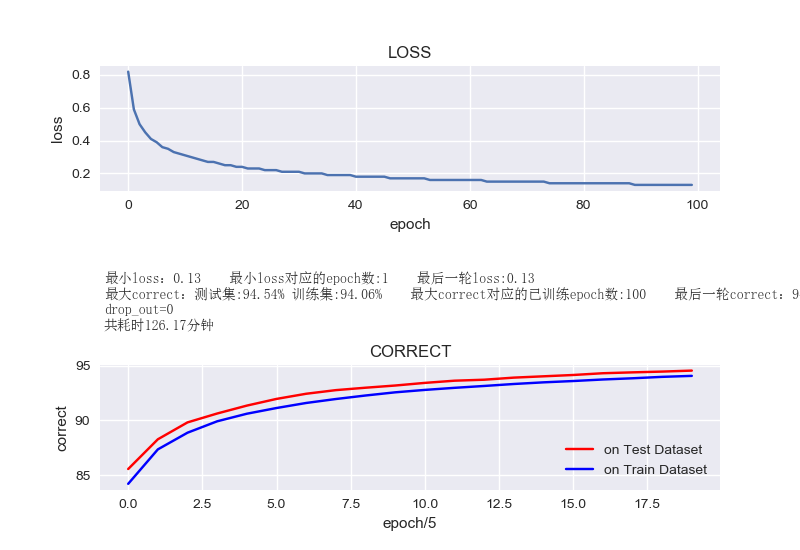 LOSS
0.8
0.6
0.4
0.2
loss
0 20 40 60 80 100
epoch
最小loss：0.13 最小loss对应的epoch数:1 最后一轮loss:0.13
最大correct：测试集:94.54% 训练集:94.06% 最大correct对应的已训练epoch数:100 最后一轮correct：9
drop_out=0
共耗时126.17分钟
CORRECT
95
90
85
correct
on Test Dataset
on Train Dataset
0.0 2.5 5.0 7.5 10.0 12.5 15.0 17.5
epoch/5